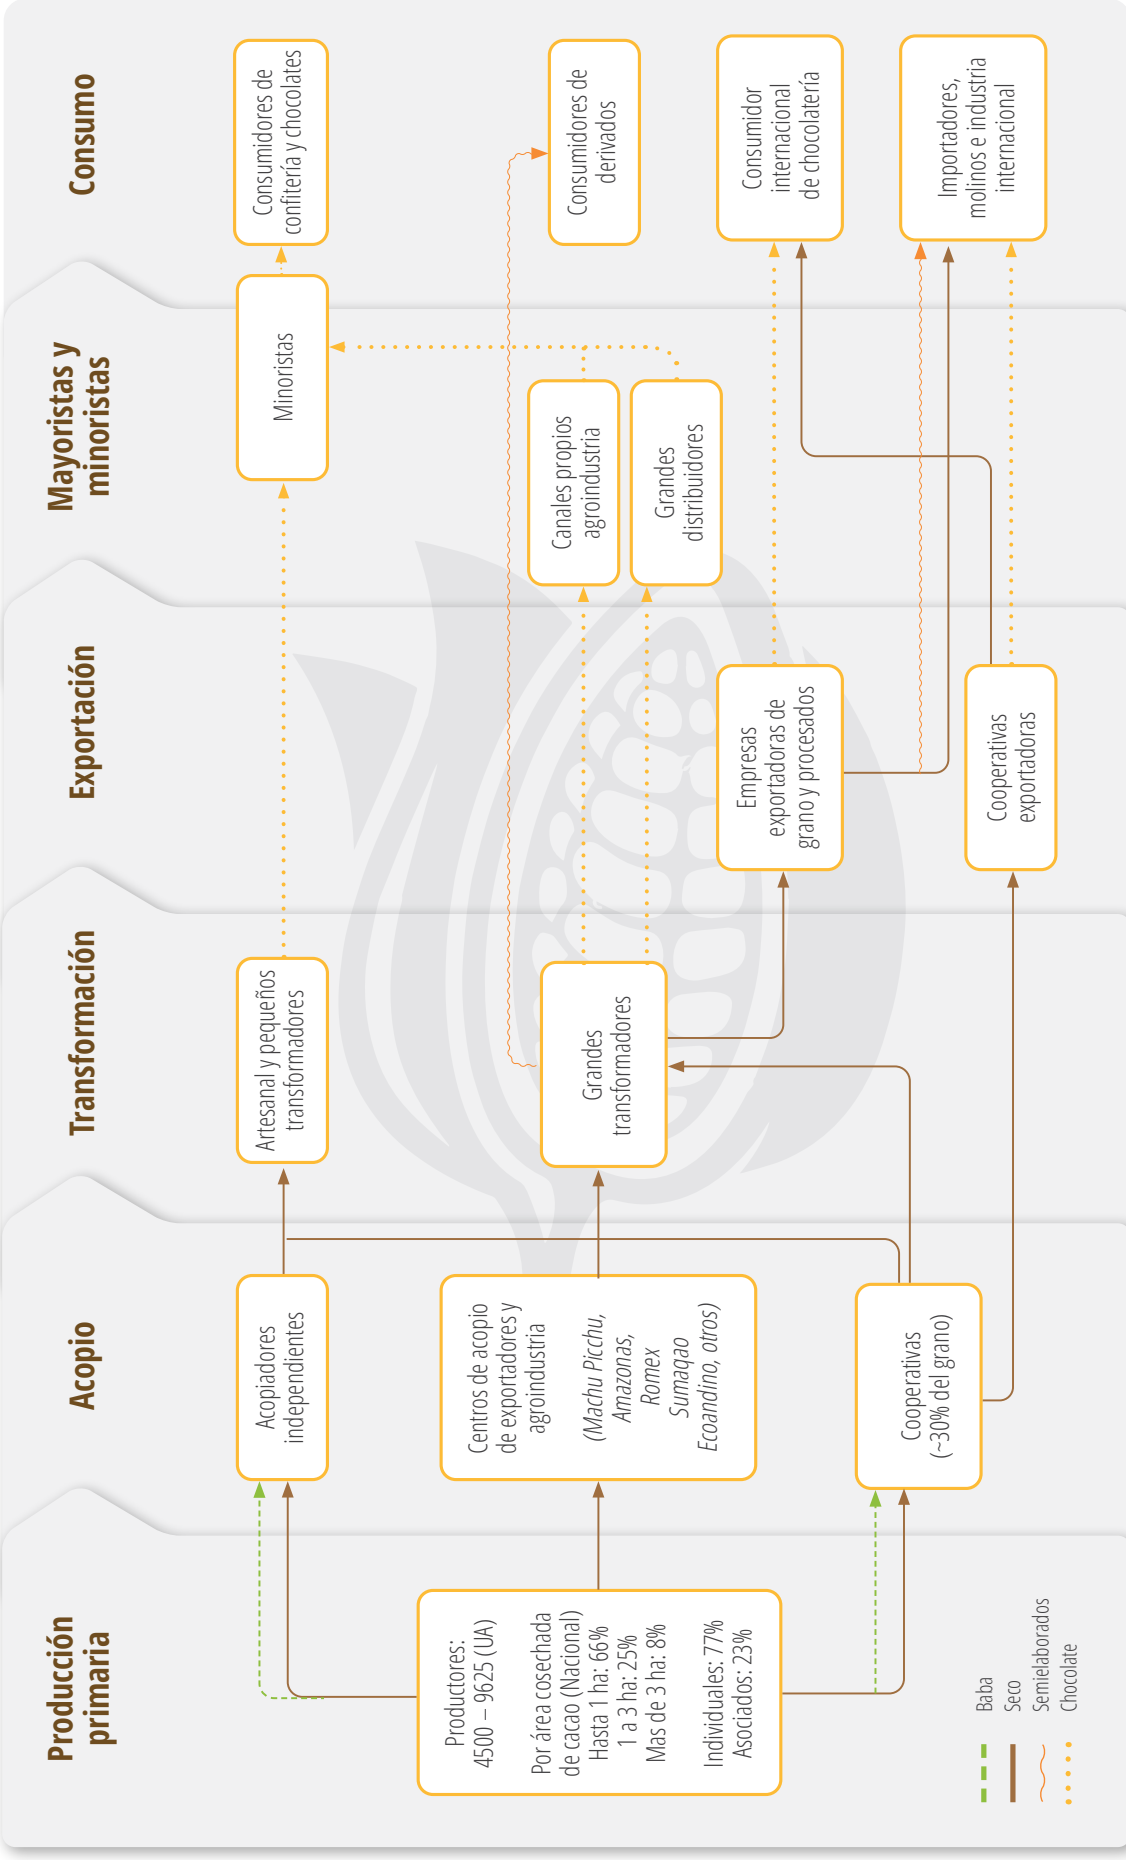 Producción
primaria
Acopio
Transformación
Exportación
Mayoristas y
minoristas
Consumo
Productores:
4500 – 9625 (UA)
Por área cosechada
de cacao (Nacional)
Hasta 1 ha: 66%
1 a 3 ha: 25%
Mas de 3 ha: 8%
Individuales: 77%
Asociados: 23%
Acopiadores
independientes
Centros de acopio
de exportadores y
agroindustria
(Machu Picchu,
Amazonas,
Romex
Sumaqao
Ecoandino, otros)
Cooperativas
(~30% del grano)
Artesanal y pequeños
transformadores
Grandes
transformadores
Empresas
exportadoras de
grano y procesados
Cooperativas
exportadoras
Minoristas
Canales propios
agroindustria
Grandes
distribuidores
Consumidores de
confitería y chocolates
Consumidores de
derivados
Consumidor
internacional
de chocolatería
Importadores,
molinos e industria
internacional
Baba
Seco
Semielaborados
Chocolate